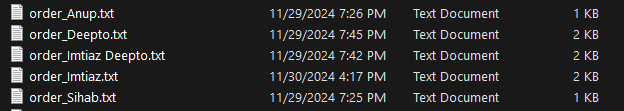 order_Anup.txt 11/29/2024 7:26 PM Text Document 1 KB
order_Deepto.txt 11/29/2024 7:45 PM Text Document 2 KB
order_Imtiaz Deepto.txt 11/29/2024 7:42 PM Text Document 2 KB
order_Imtiaz.txt 11/30/2024 4:17 PM Text Document 2 KB
order_Sihab.txt 11/29/2024 7:25 PM Text Document 1 KB